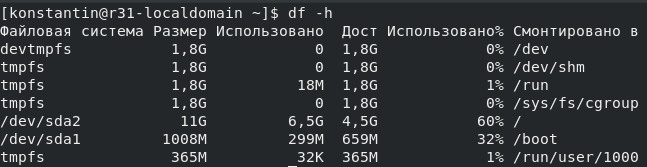 [konstantin@r31-localdomain ~]$ df -h
Файловая система Размер Использовано  Дост Использовано% Смонтировано в
devtmpfs           1,8G            0  1,8G            0% /dev
tmpfs              1,8G            0  1,8G            0% /dev/shm
tmpfs              1,8G          18M  1,8G            1% /run
tmpfs              1,8G            0  1,8G            0% /sys/fs/cgroup
/dev/sda2           11G         6,5G  4,5G           60% /
/dev/sda1         1008M         299M  659M           32% /boot
tmpfs              365M          32K  365M            1% /run/user/1000